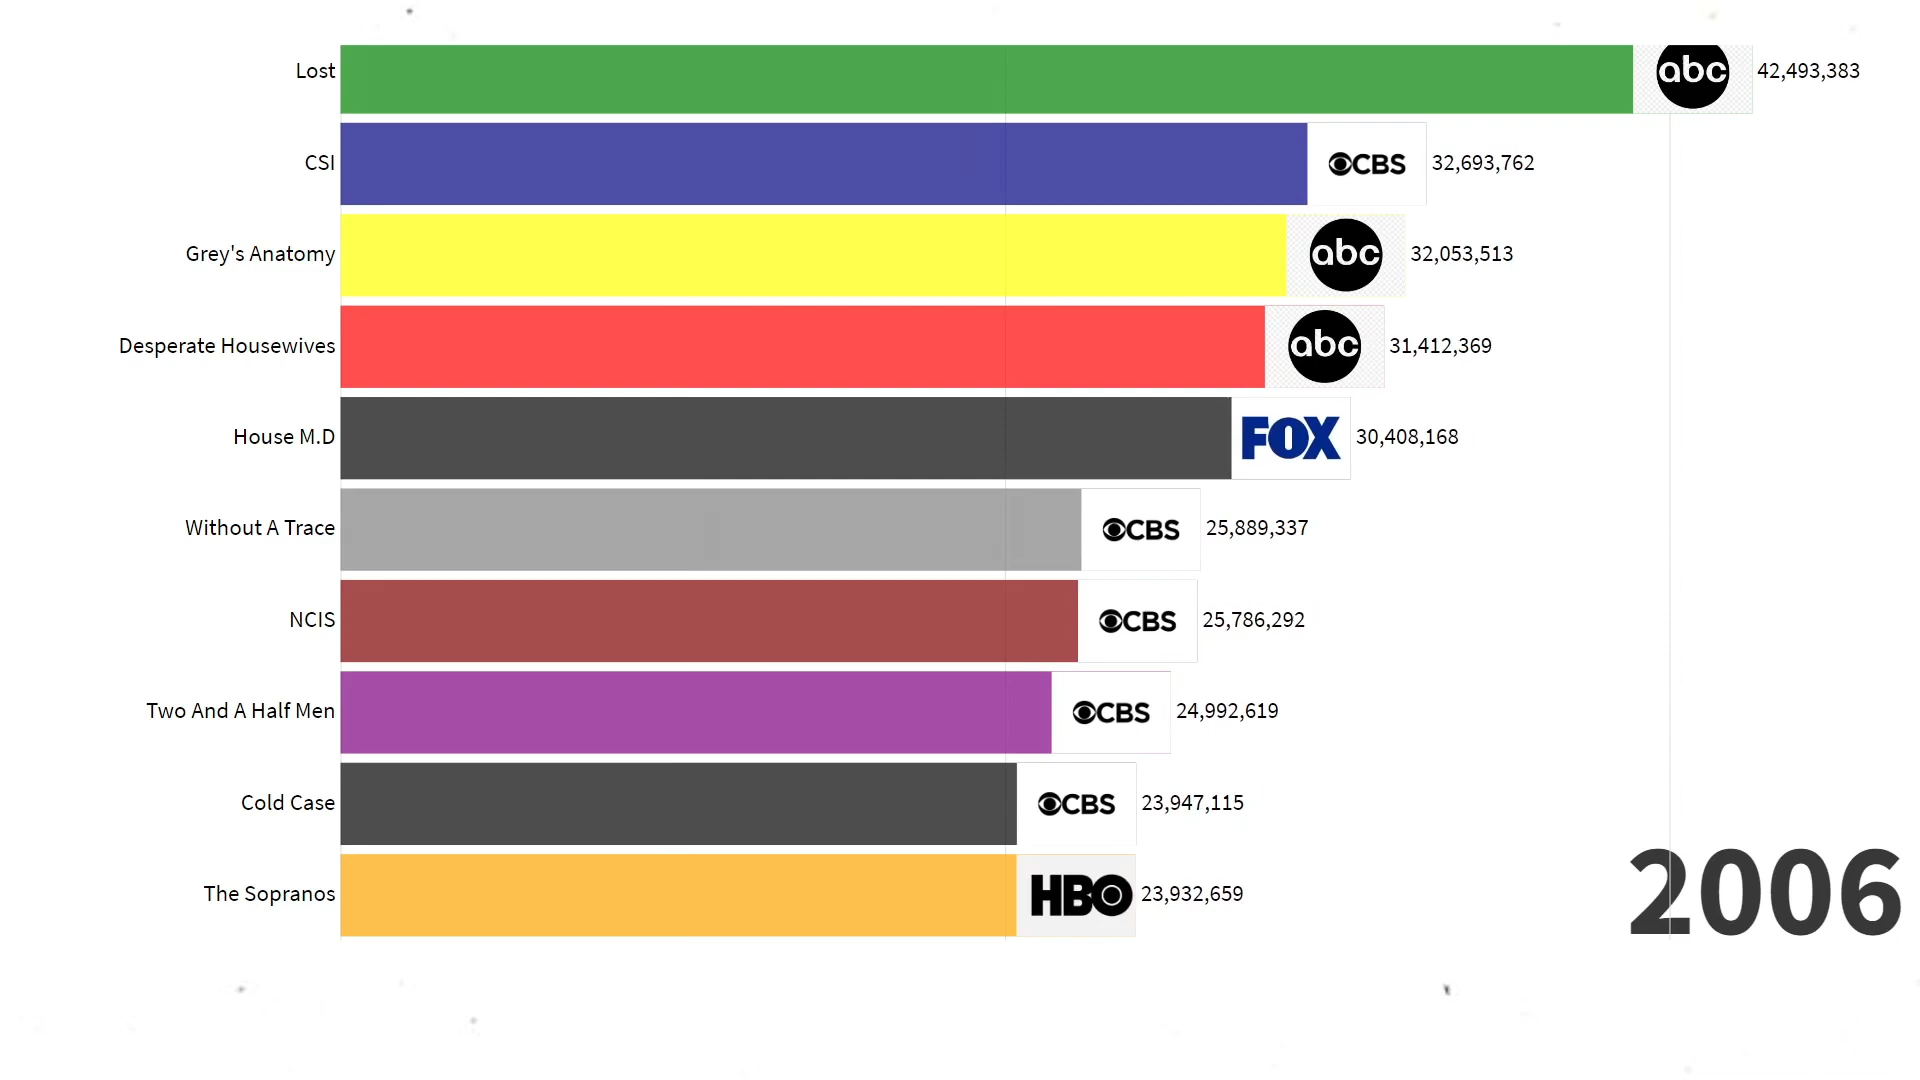 Lost abc 42,493,383
CSI CBS 32,693,762
Grey's Anatomy abc 32,053,513
Desperate Housewives abc 31,412,369
House M.D FOX 30,408,168
Without A Trace CBS 25,889,337
NCIS CBS 25,786,292
Two And A Half Men CBS 24,992,619
Cold Case CBS 23,947,115
The Sopranos HBO 23,932,659
2006